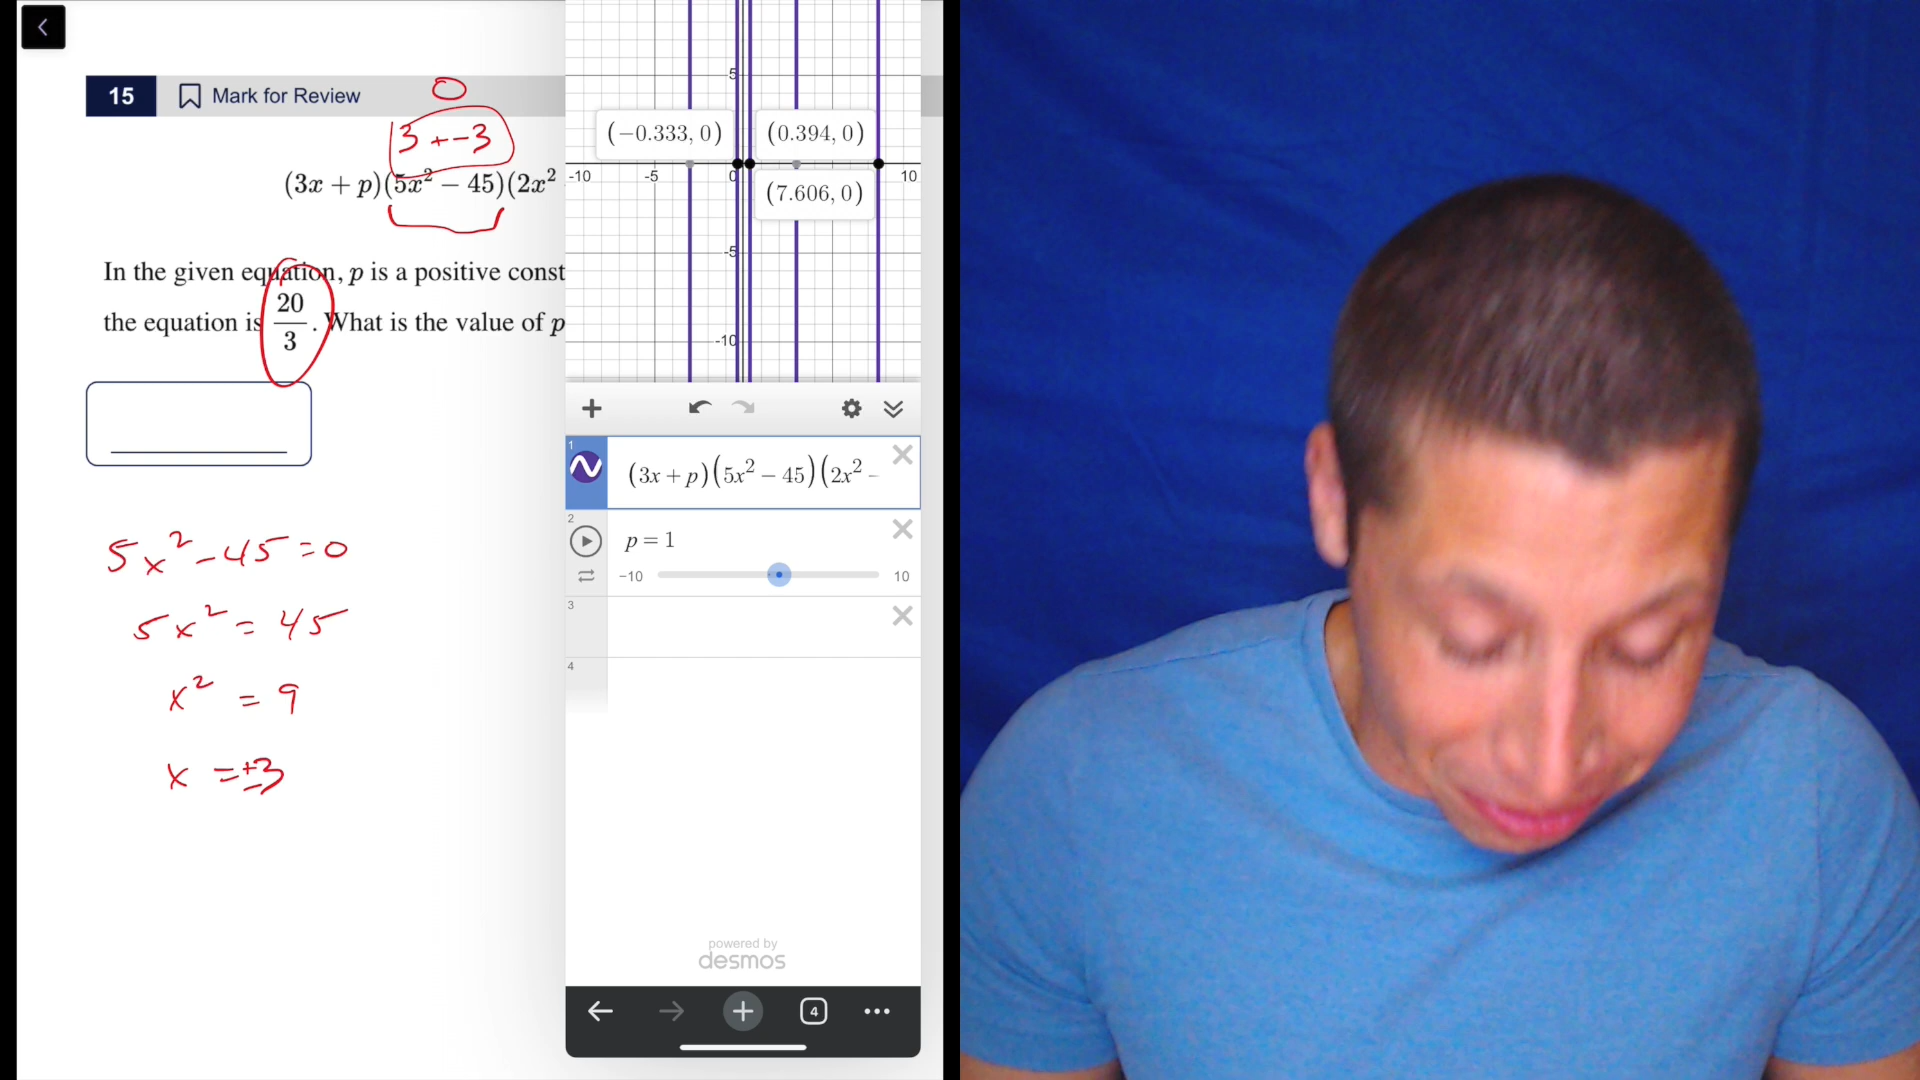 15 Mark for Review
0
3 + -3
(3x + p)(5x² − 45)(2x²
In the given equation, p is a positive const
the equation is 20/3. What is the value of p
5x² - 45 = 0
5x² = 45
x² = 9
x = ±3
5
(−0.333, 0) (0.394, 0)
-10 -5 0 10
(7.606, 0)
-5
-10
1
(3x + p)(5x² − 45)(2x² −
2
p = 1
−10 10
3
4
powered by
desmos
4